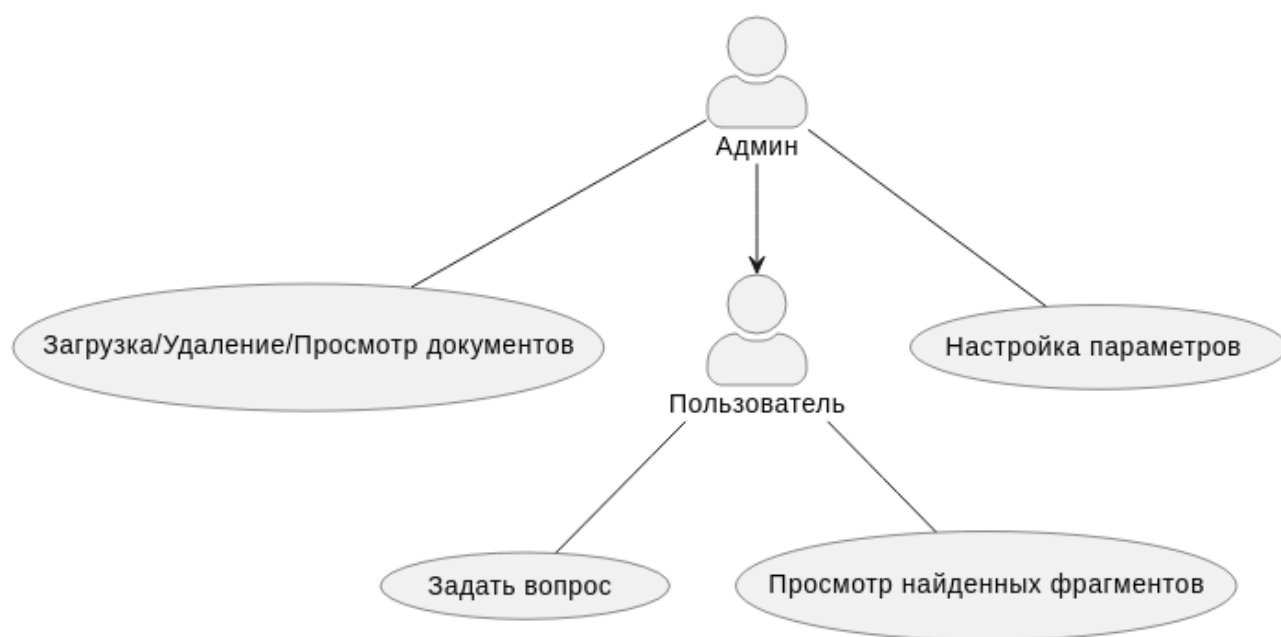 Админ
Загрузка/Удаление/Просмотр документов
Настройка параметров
Пользователь
Задать вопрос
Просмотр найденных фрагментов